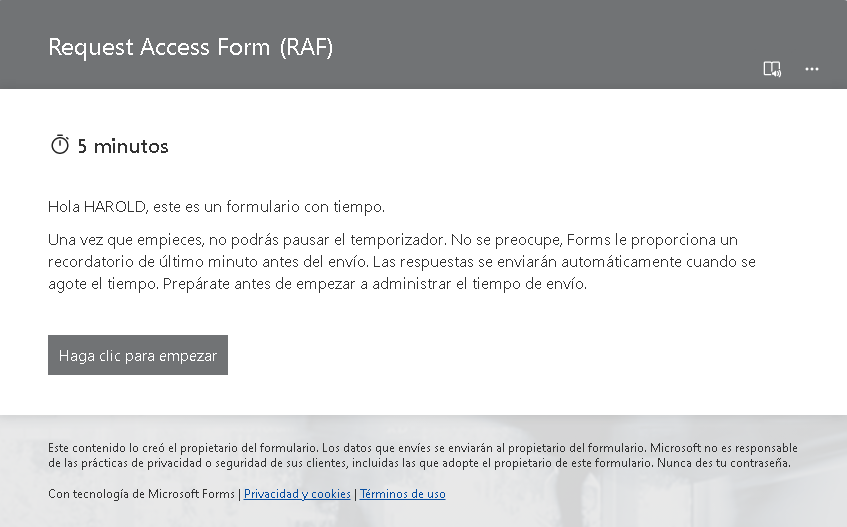 Request Access Form (RAF)
5 minutos
Hola HAROLD, este es un formulario con tiempo.
Una vez que empieces, no podrás pausar el temporizador. No se preocupe, Forms le proporciona un
recordatorio de último minuto antes del envío. Las respuestas se enviarán automáticamente cuando se
agote el tiempo. Prepárate antes de empezar a administrar el tiempo de envío.
Haga clic para empezar
Este contenido lo creó el propietario del formulario. Los datos que envíes se enviarán al propietario del formulario. Microsoft no es responsable
de las prácticas de privacidad o seguridad de sus clientes, incluidas las que adopte el propietario de este formulario. Nunca des tu contraseña.
Con tecnología de Microsoft Forms | Privacidad y cookies | Términos de uso